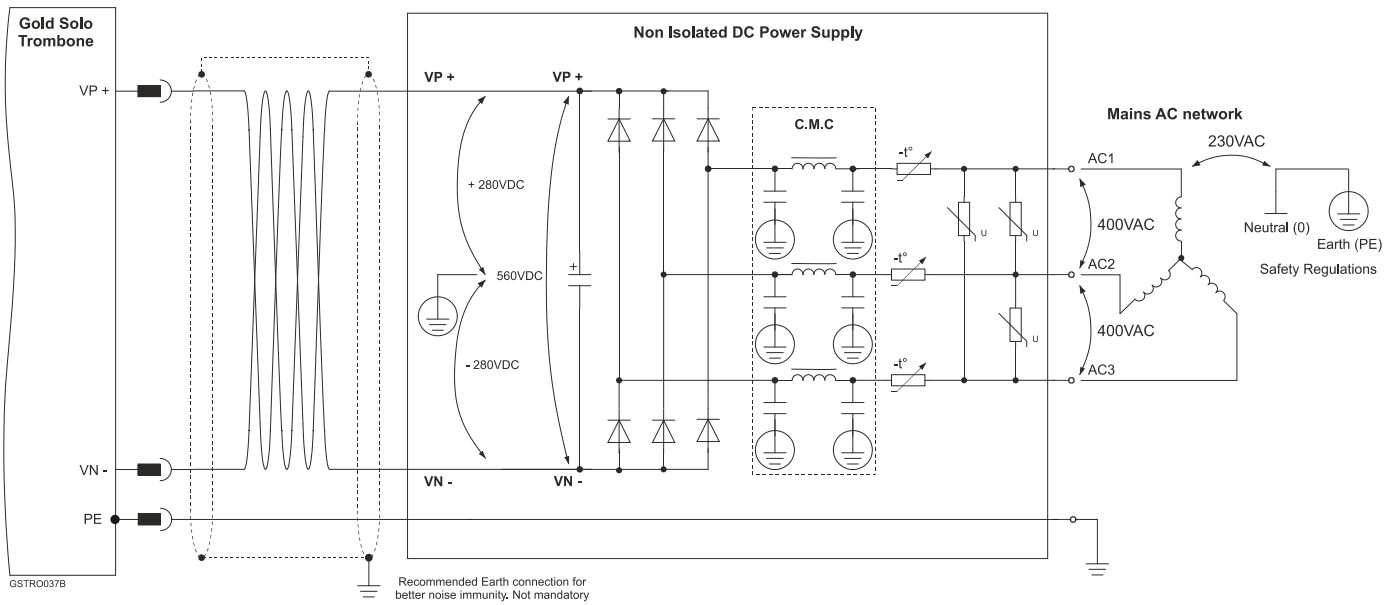 Gold Solo
Trombone
VP +
VN -
PE
GSTRO037B
Recommended Earth connection for
better noise immunity. Not mandatory
Non Isolated DC Power Supply
VP +
VP +
+ 280VDC
560VDC
- 280VDC
VN -
VN -
C.M.C
-t°
-t°
-t°
U
U
U
Mains AC network
230VAC
AC1
400VAC
AC2
400VAC
AC3
Neutral (0)
Earth (PE)
Safety Regulations
+